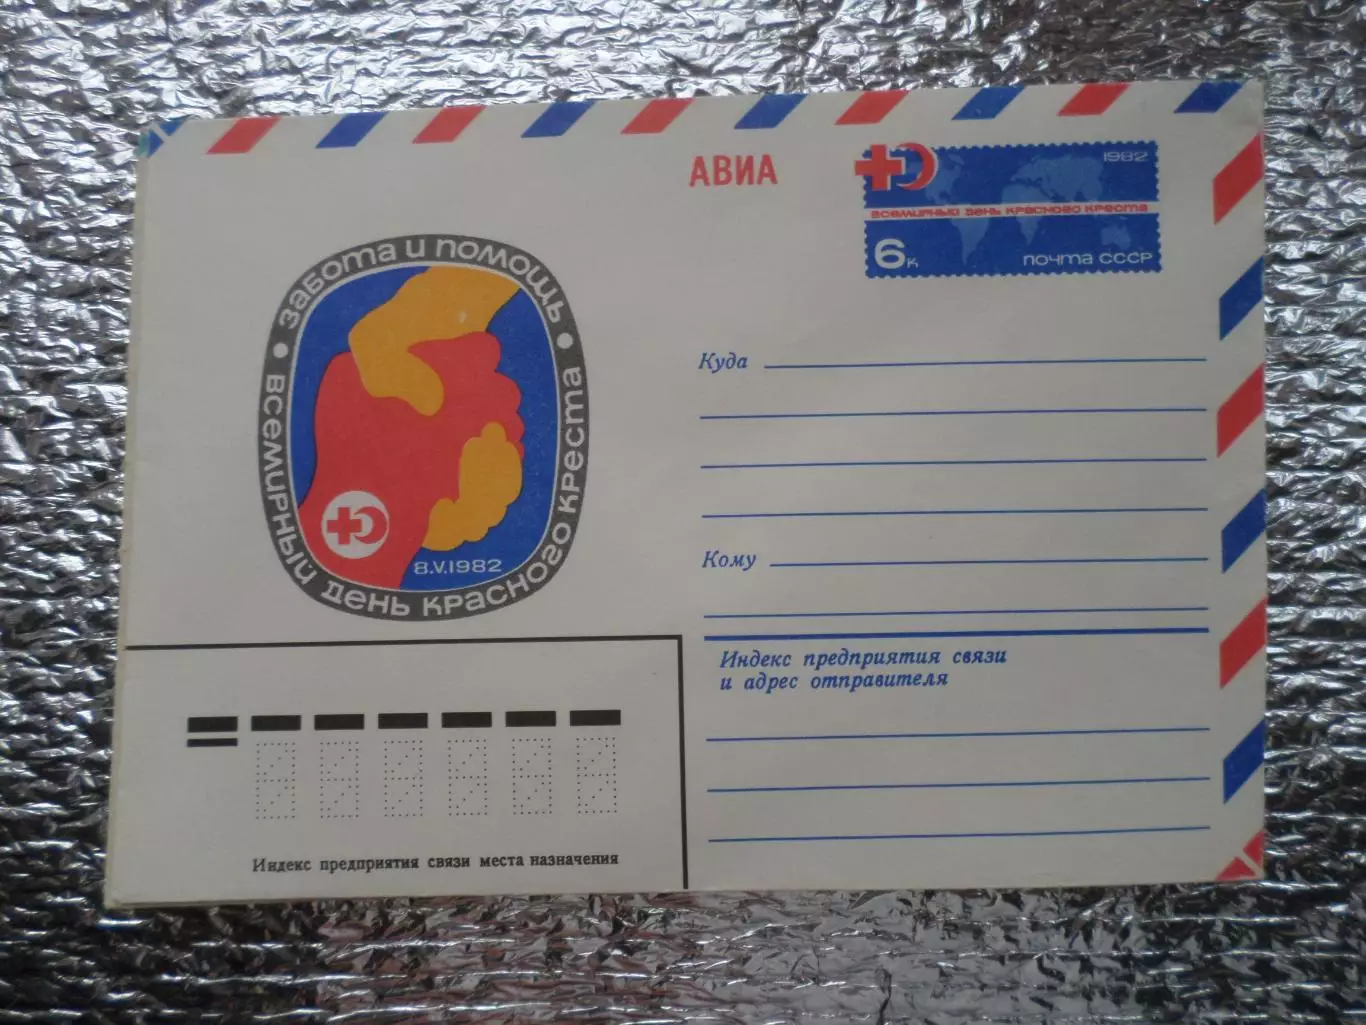 АВИА
1982
ВСЕМИРНЫЙ ДЕНЬ КРАСНОГО КРЕСТА
6к
ПОЧТА СССР
ЗАБОТА И ПОМОЩЬ
ВСЕМИРНЫЙ ДЕНЬ КРАСНОГО КРЕСТА
8.V.1982
Куда
Кому
Индекс предприятия связи
и адрес отправителя
Индекс предприятия связи места назначения